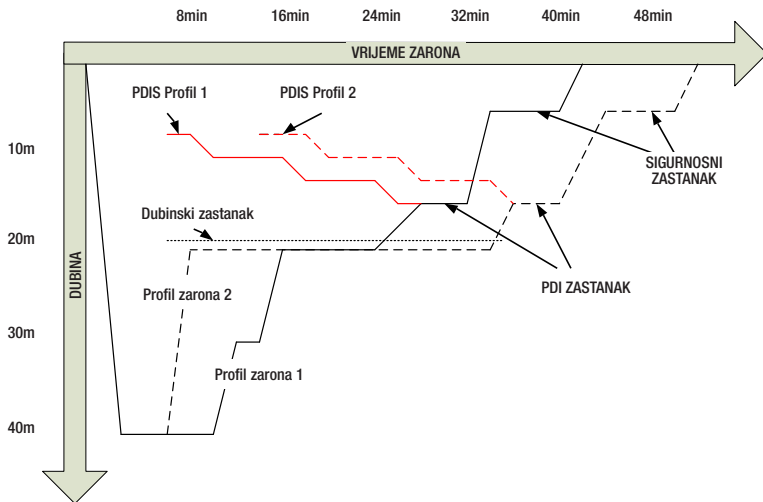 8min 16min 24min 32min 40min 48min
VRIJEME ZARONA
PDIS Profil 1
PDIS Profil 2
10m
SIGURNOSNI
ZASTANAK
Dubinski zastanak
20m
DUBINA
PDI ZASTANAK
Profil zarona 2
30m
Profil zarona 1
40m